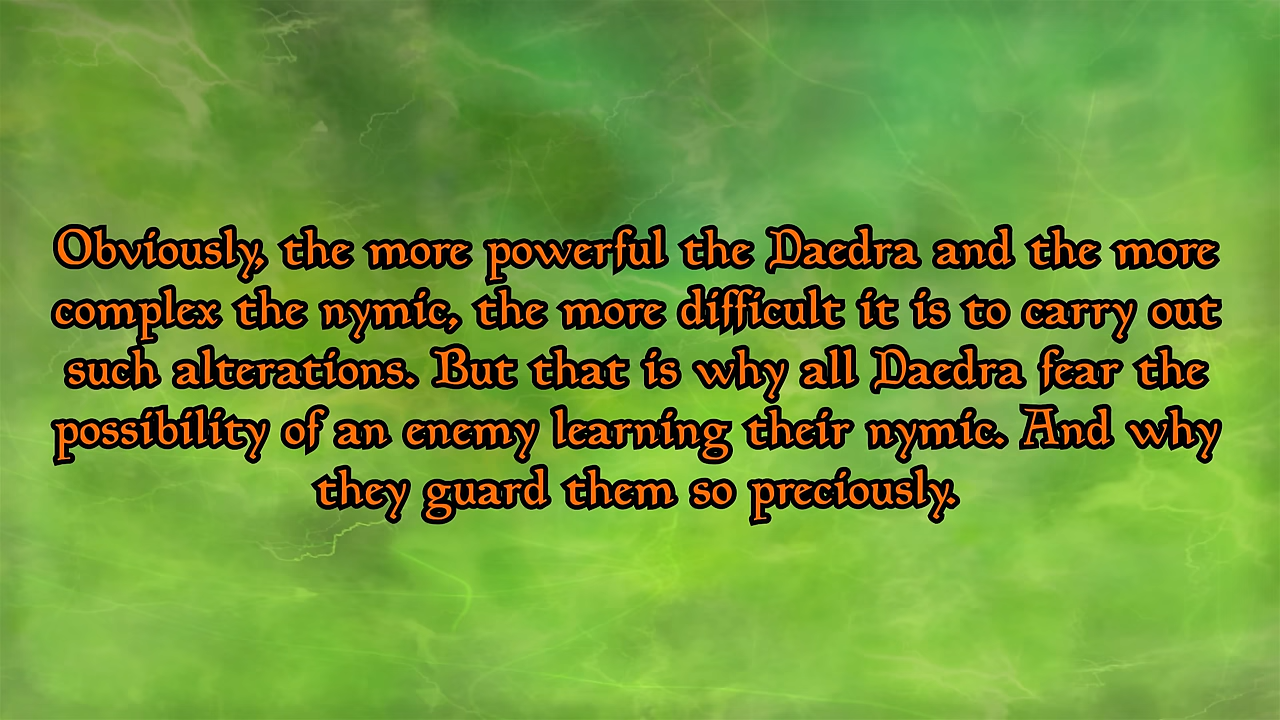 Obviously, the more powerful the Daedra and the more
complex the nymic, the more difficult it is to carry out
such alterations. But that is why all Daedra fear the
possibility of an enemy learning their nymic. And why
they guard them so preciously.